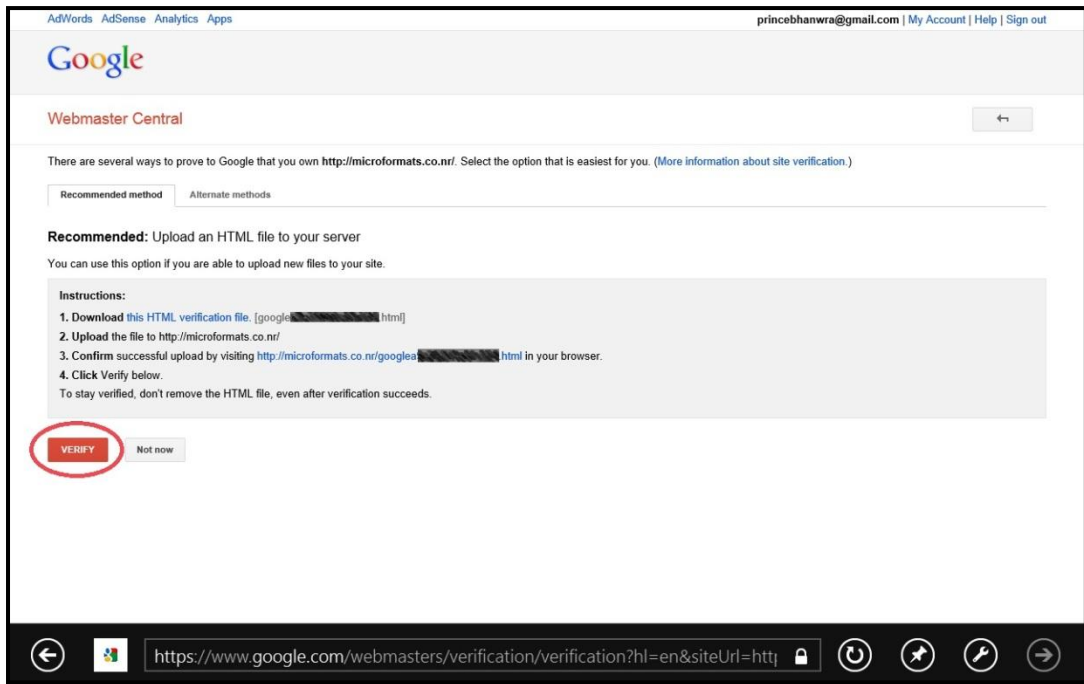 AdWords AdSense Analytics Apps princebhanwra@gmail.com | My Account | Help | Sign out
Google
Webmaster Central
There are several ways to prove to Google that you own http://microformats.co.nr/. Select the option that is easiest for you. (More information about site verification.)
Recommended method Alternate methods
Recommended: Upload an HTML file to your server
You can use this option if you are able to upload new files to your site.
Instructions:
1. Download this HTML verification file. [google html]
2. Upload the file to http://microformats.co.nr/
3. Confirm successful upload by visiting http://microformats.co.nr/googlea .html in your browser.
4. Click Verify below.
To stay verified, don't remove the HTML file, even after verification succeeds.
VERIFY Not now
https://www.google.com/webmasters/verification/verification?hl=en&siteUrl=http